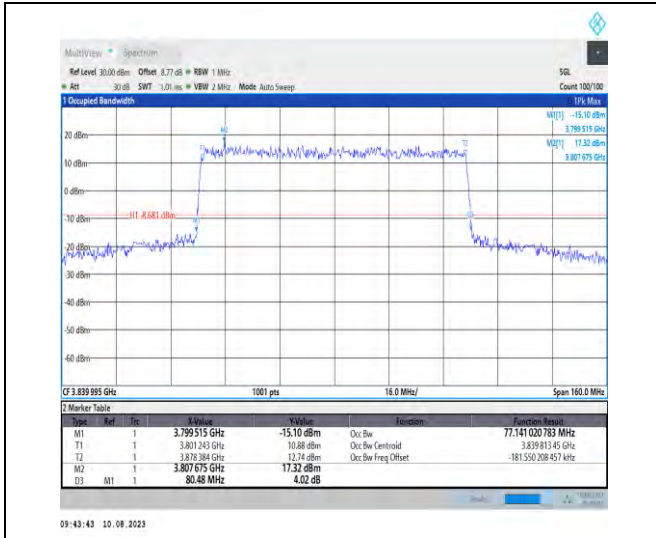 MultiView Spectrum
Ref Level 30.00 dBm Offset 8.77 dB RBW 1 MHz SGL
Att 30 dB SWT 1.01 ms VBW 2 MHz Mode Auto Sweep Count 100/100
1 Occupied Bandwidth 1Pk Max
M1[1] -15.10 dBm
3.799 515 GHz
M2[1] 17.32 dBm
3.807 675 GHz
M2
20 dBm
T1
T2
10 dBm
0 dBm
H1 -8.681 dBm
-10 dBm
M1
D3
-20 dBm
-30 dBm
-40 dBm
-50 dBm
-60 dBm
CF 3.839 995 GHz 1001 pts 16.0 MHz/ Span 160.0 MHz
2 Marker Table
Type Ref Trc X-Value Y-Value Function Function Result
M1 1 3.799 515 GHz -15.10 dBm Occ Bw 77.141 020 783 MHz
T1 1 3.801 243 GHz 10.88 dBm Occ Bw Centroid 3.839 813 45 GHz
T2 1 3.878 384 GHz 12.74 dBm Occ Bw Freq Offset -181.550 208 457 kHz
M2 1 3.807 675 GHz 17.32 dBm
D3 M1 1 80.48 MHz 4.02 dB
09:43:43 10.08.2023